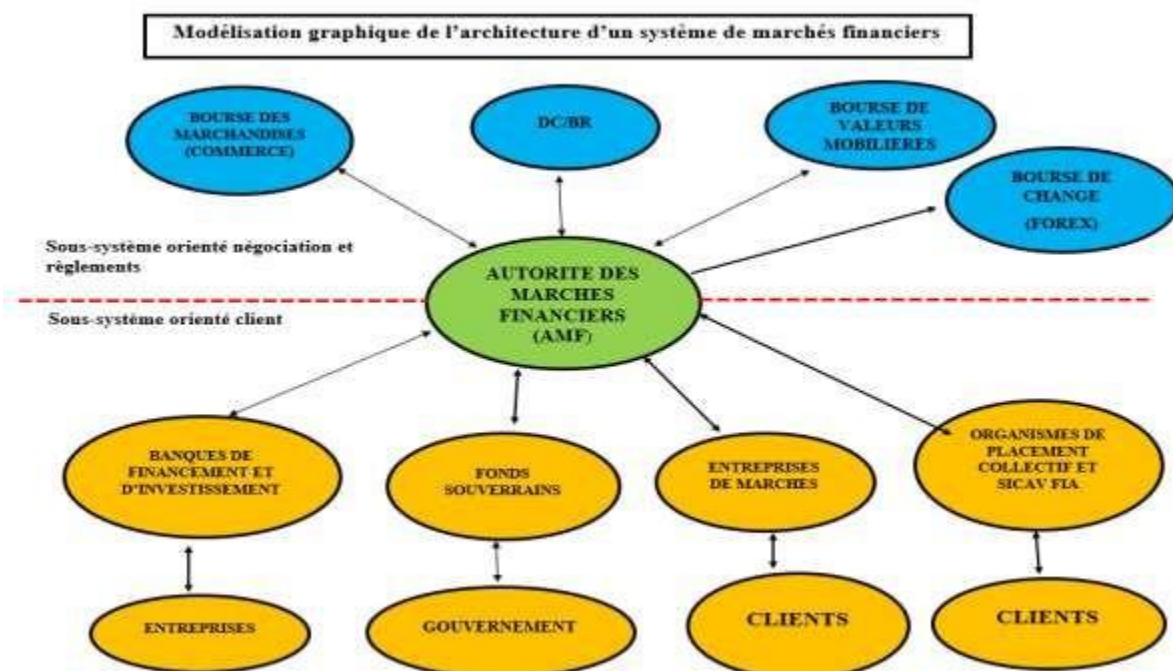 Modélisation graphique de l'architecture d'un système de marchés financiers
BOURSE DES
MARCHANDISES
(COMMERCE)
DC/BR
BOURSE DE
VALEURS
MOBILIERES
BOURSE DE
CHANGE
(FOREX)
Sous-système orienté négociation et
règlements
AUTORITE DES
MARCHES
FINANCIERS
(AMF)
Sous-système orienté client
BANQUES DE
FINANCEMENT ET
D'INVESTISSEMENT
FONDS
SOUVERRAINS
ENTREPRISES
DE MARCHES
ORGANISMES DE
PLACEMENT
COLLECTIF ET
SICAV FIA
ENTREPRISES
GOUVERNEMENT
CLIENTS
CLIENTS